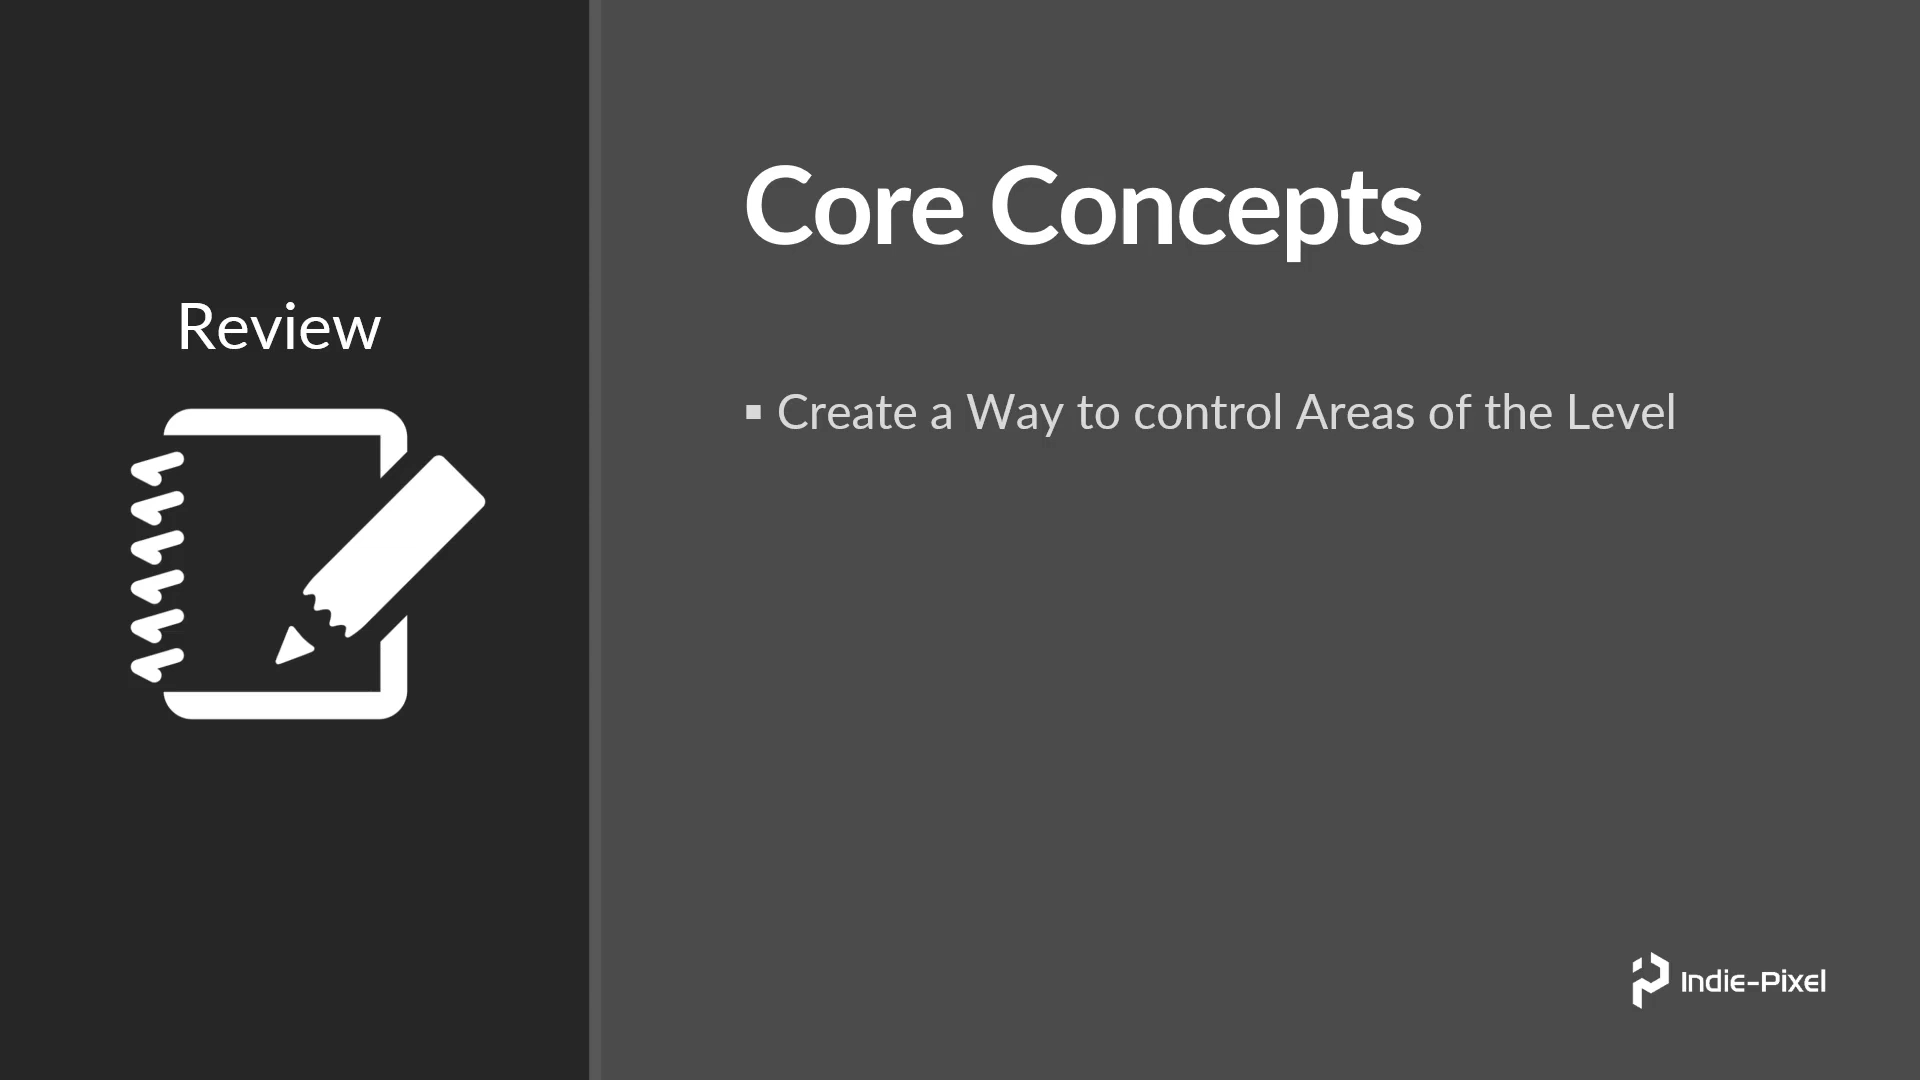 Review
Core Concepts
▪ Create a Way to control Areas of the Level
Indie-Pixel